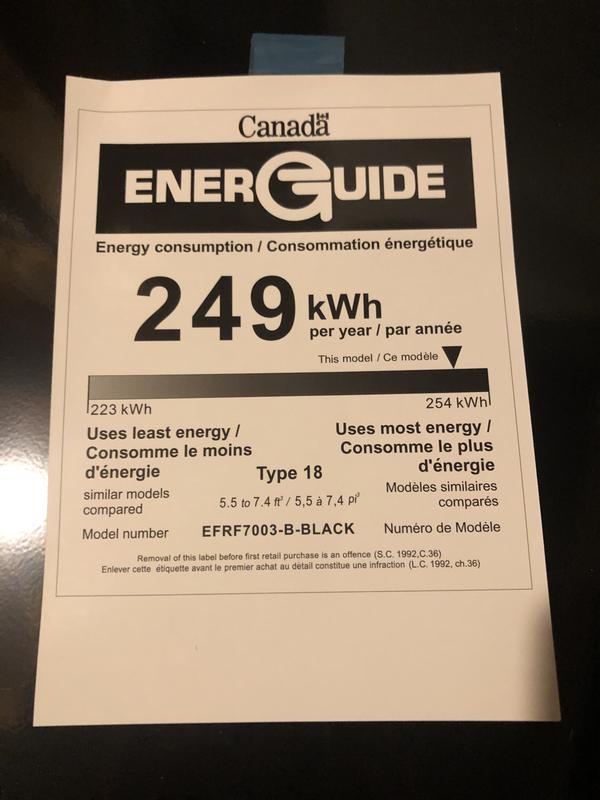 Canada
ENERGUIDE
Energy consumption / Consommation énergétique
249 kWh
per year / par année
This model / Ce modèle
223 kWh
254 kWh
Uses least energy /
Consomme le moins
d'énergie
similar models
compared
Uses most energy /
Consomme le plus
d'énergie
Modèles similaires
comparés
Type 18
5.5 to 7.4 ft³ / 5,5 à 7,4 pi³
Model number EFRF7003-B-BLACK Numéro de Modèle
Removal of this label before first retail purchase is an offence (S.C. 1992,C.36)
Enlever cette étiquette avant le premier achat au détail constitue une infraction (L.C. 1992, ch.36)